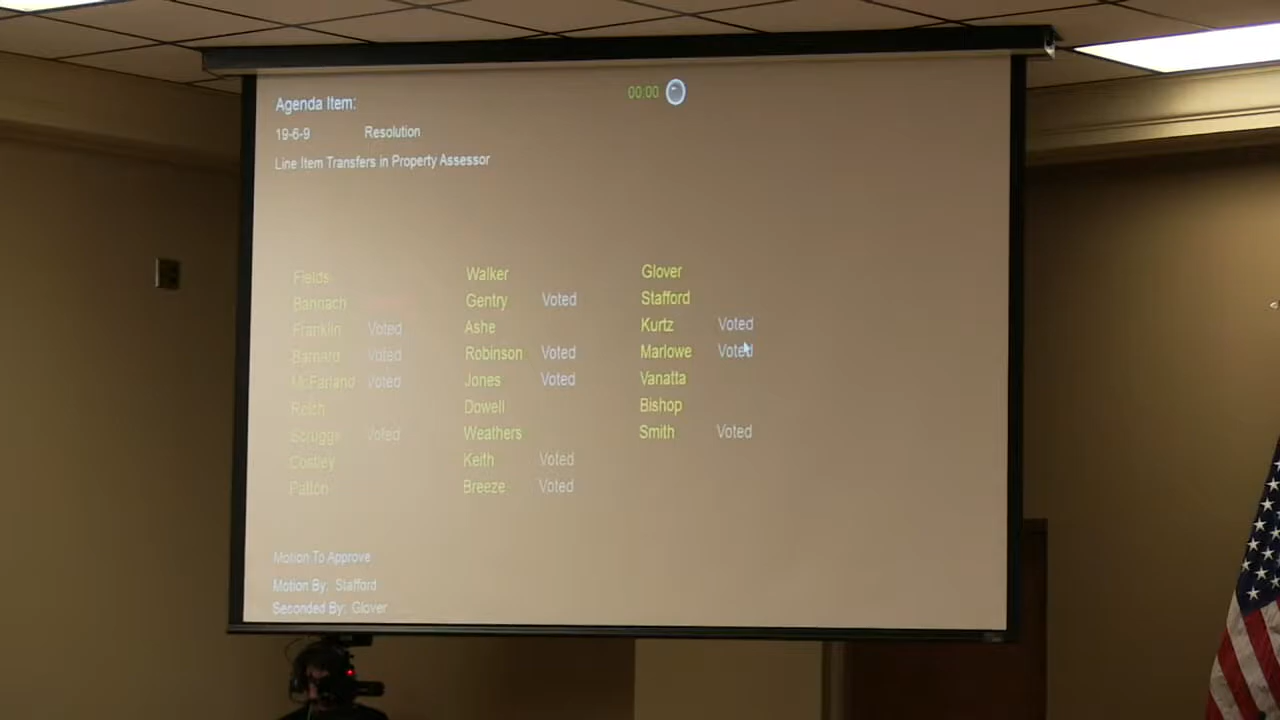 00:00
Agenda Item:
19-6-9 Resolution
Line Item Transfers in Property Assessor
Fields Walker Glover
Bannach Gentry Voted Stafford
Franklin Voted Ashe Kurtz Voted
Barnard Voted Robinson Voted Marlowe Voted
McFarland Voted Jones Voted Vanatta
Reich Dowell Bishop
Scruggs Voted Weathers Smith Voted
Costley Keith Voted
Patton Breeze Voted
Motion To Approve
Motion By: Stafford
Seconded By: Glover